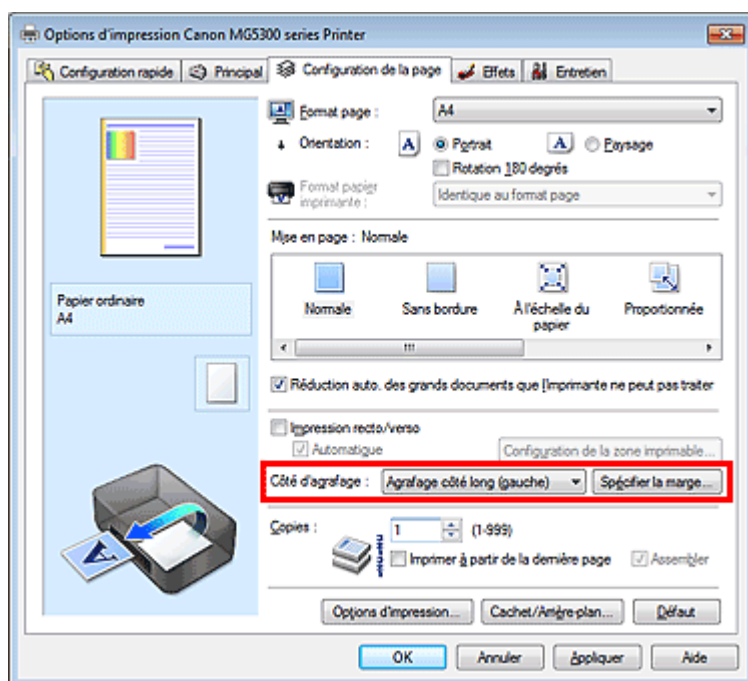 Options d'impression Canon MG5300 series Printer
Configuration rapide Principal Configuration de la page Effets Entretien
Format page : A4
Orientation : A Portrait A Paysage
Rotation 180 degrés
Format papier imprimante : Identique au format page
Mise en page : Normale
Normale Sans bordure À l'échelle du papier Proportionnée
Papier ordinaire
A4
Réduction auto. des grands documents que l'imprimante ne peut pas traiter
Impression recto/verso
Automatique Configuration de la zone imprimable...
Côté d'agrafage : Agrafage côté long (gauche) Spécifier la marge...
Copies : 1 (1-999)
Imprimer à partir de la dernière page Assembler
Options d'impression... Cachet/Arrière-plan... Défaut
OK Annuler Appliquer Aide